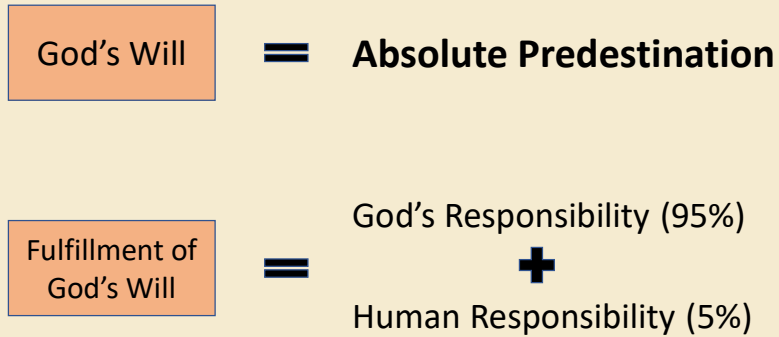 God’s Will = Absolute Predestination
God’s Responsibility (95%)
Fulfillment of
God’s Will
=
+
Human Responsibility (5%)